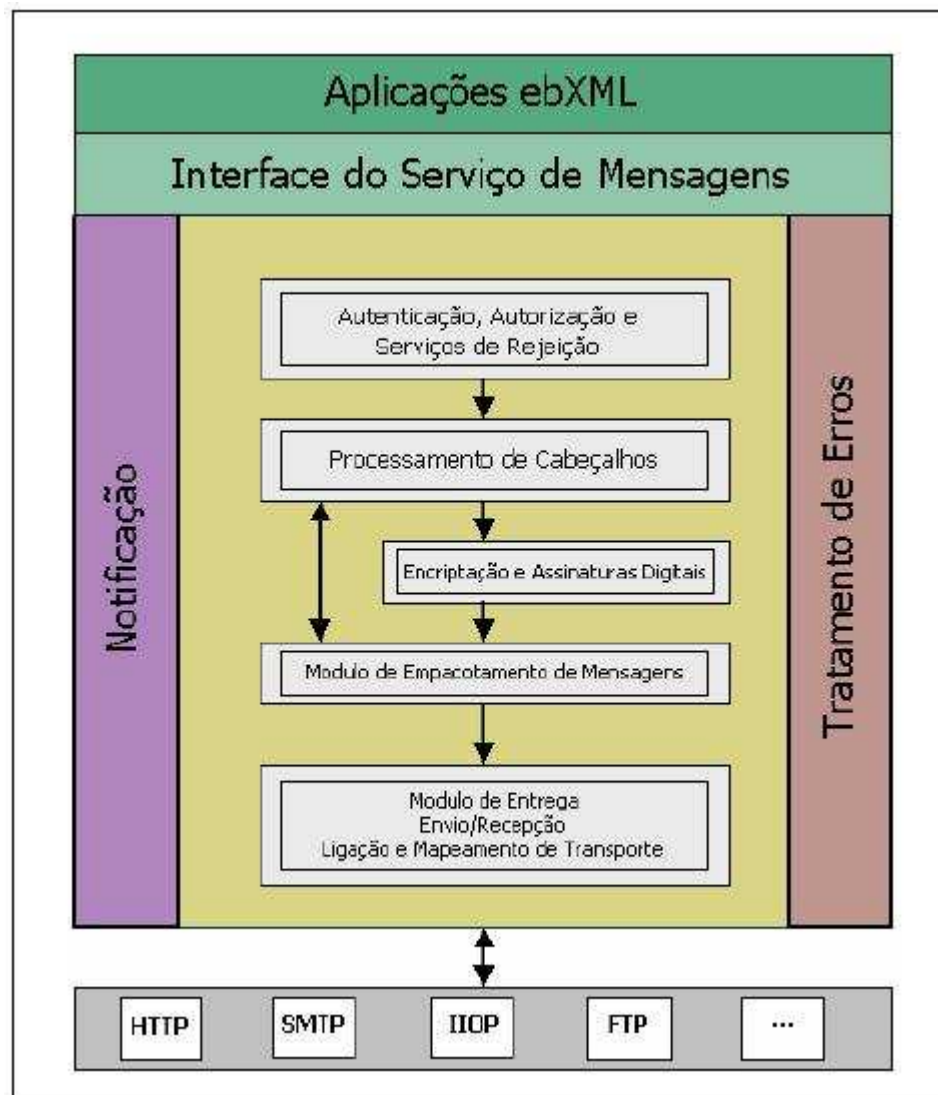 Aplicações ebXML
Interface do Serviço de Mensagens
Notificação
Autenticação, Autorização e
Serviços de Rejeição
Processamento de Cabeçalhos
Encriptação e Assinaturas Digitais
Modulo de Empacotamento de Mensagens
Modulo de Entrega
Envio/Recepção
Ligação e Mapeamento de Transporte
Tratamento de Erros
HTTP
SMTP
IIOP
FTP
...